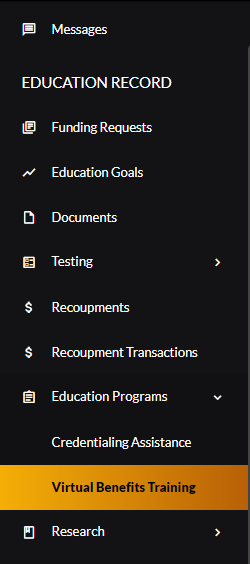 Messages
EDUCATION RECORD
Funding Requests
Education Goals
Documents
Testing
Recoupments
Recoupment Transactions
Education Programs
Credentialing Assistance
Virtual Benefits Training
Research